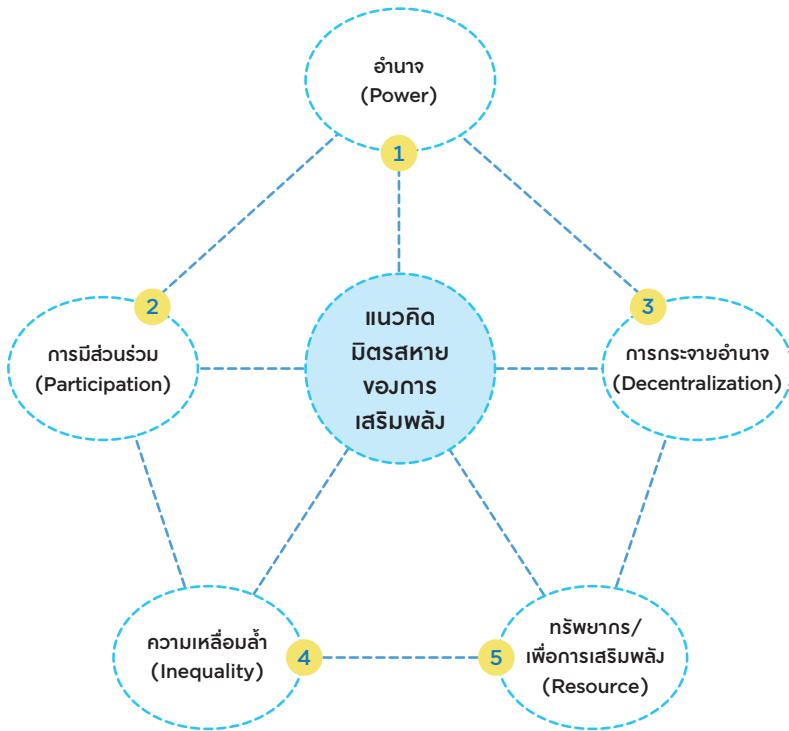 อำนาจ
(Power)
1
2
การมีส่วนร่วม
(Participation)
แนวคิด
มิตรสหาย
ของการ
เสริมพลัง
3
การกระจายอำนาจ
(Decentralization)
ความเหลื่อมล้ำ
(Inequality)
4
5
ทรัพยากร/
เพื่อการเสริมพลัง
(Resource)